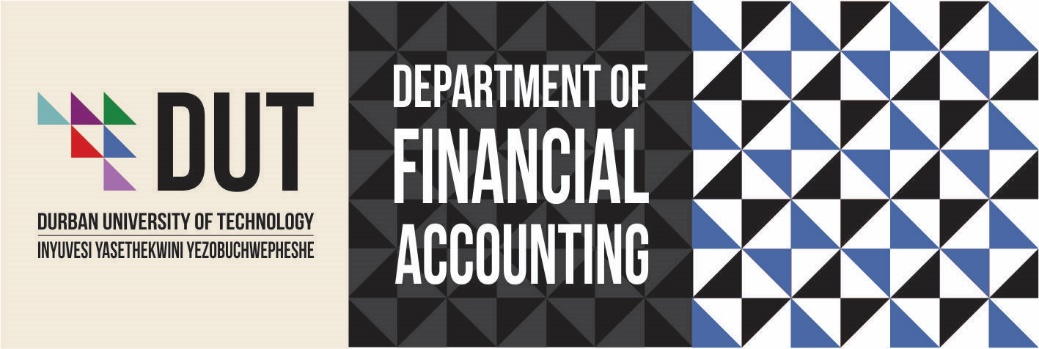 DUT
DURBAN UNIVERSITY OF TECHNOLOGY
INYUVESI YASETHEKWINI YEZOBUCHWEPHESHE
DEPARTMENT OF
FINANCIAL
ACCOUNTING